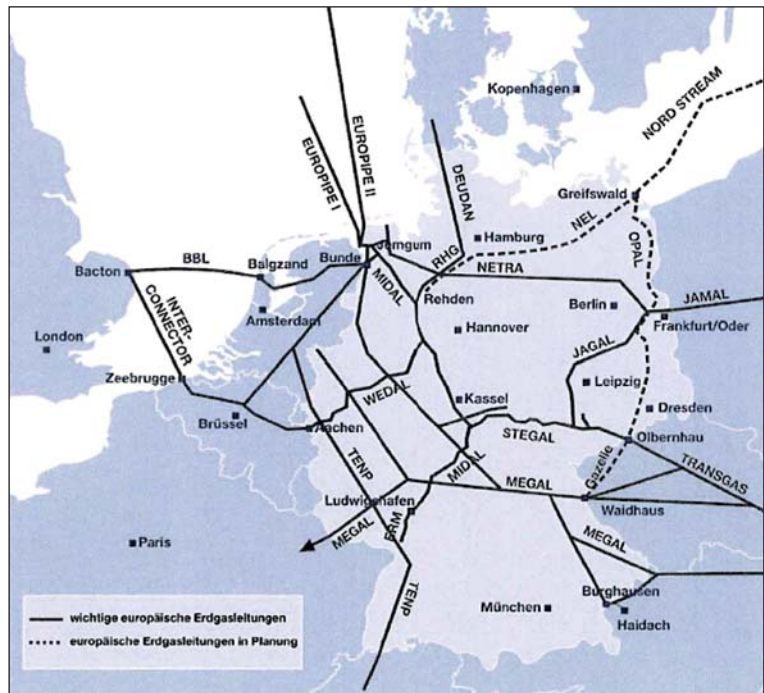 Kopenhagen
NORD STREAM
EUROPIPE I
EUROPIPE II
DEUDAN
Greifswald
NEL
Hamburg
OPAL
Jemgum
RHG
BBL
Balgzand
Bunde
NETRA
Bacton
MIDAL
Rehden
Berlin
JAMAL
INTER-
CONNECTOR
Amsterdam
Hannover
Frankfurt/Oder
London
JAGAL
Zeebrugge
WEDAL
Kassel
Leipzig
Brüssel
Aachen
Dresden
STEGAL
Olbernhau
TENP
MIDAL
TRANSGAS
Gazelle
MEGAL
Ludwigshafen
Waidhaus
MEGAL
ERM
Paris
MEGAL
TENP
Burghausen
München
Haidach
wichtige europäische Erdgasleitungen
europäische Erdgasleitungen in Planung